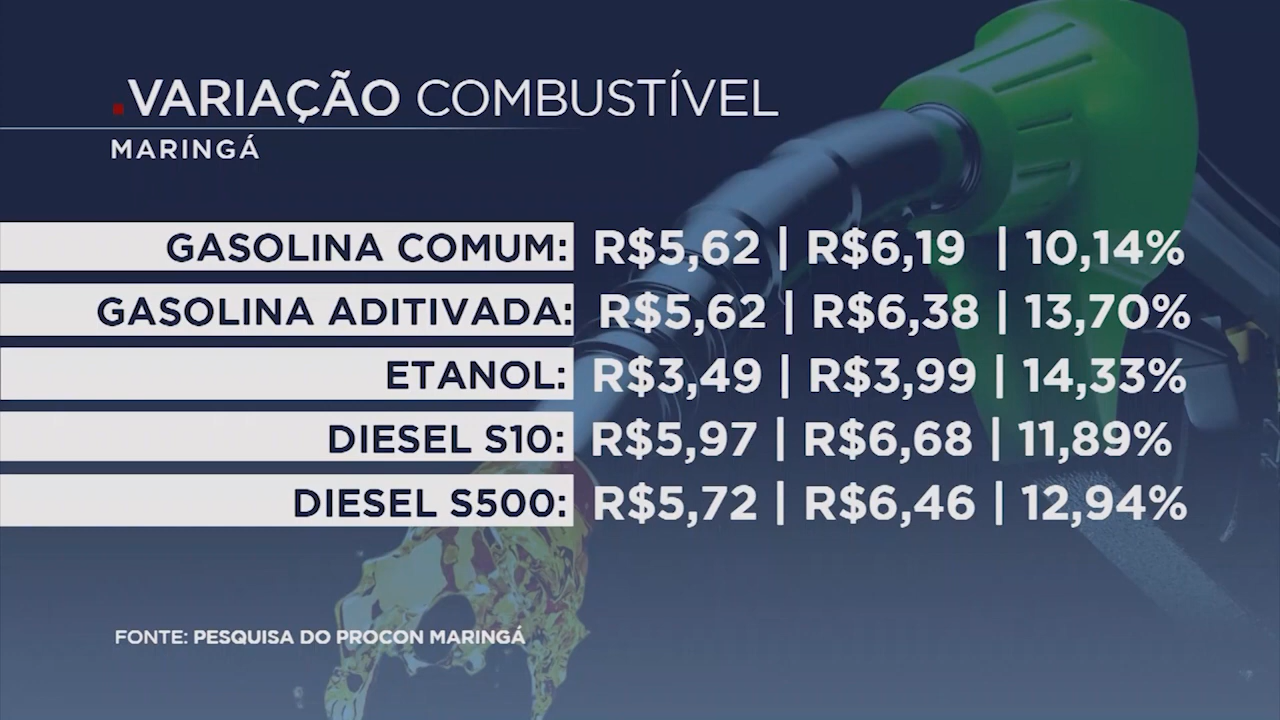 .VARIAÇÃO COMBUSTÍVEL
MARINGÁ
GASOLINA COMUM: R$5,62 | R$6,19 | 10,14%
GASOLINA ADITIVADA: R$5,62 | R$6,38 | 13,70%
ETANOL: R$3,49 | R$3,99 | 14,33%
DIESEL S10: R$5,97 | R$6,68 | 11,89%
DIESEL S500: R$5,72 | R$6,46 | 12,94%
FONTE: PESQUISA DO PROCON MARINGÁ